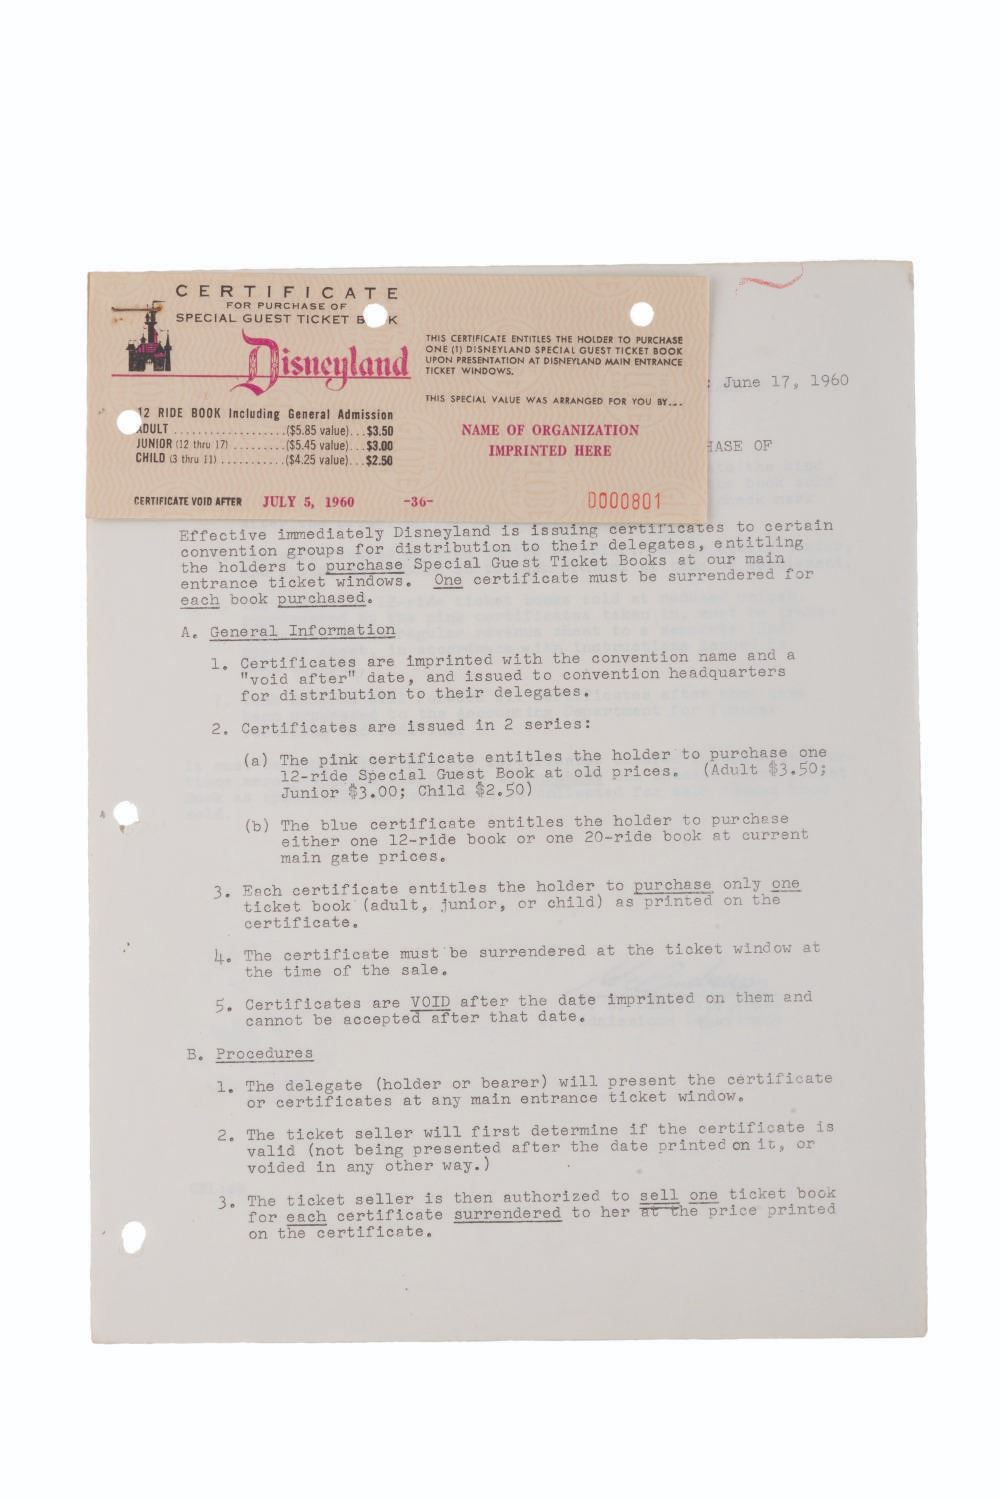 CERTIFICATE
FOR PURCHASE OF
SPECIAL GUEST TICKET B K
Disneyland
12 RIDE BOOK Including General Admission
ADULT ..................($5.85 value)...$3.50
JUNIOR (12 thru 17) .........($5.45 value)...$3.00
CHILD (3 thru 11) ...........($4.25 value)...$2.50
CERTIFICATE VOID AFTER JULY 5, 1960 -36-
THIS CERTIFICATE ENTITLES THE HOLDER TO PURCHASE
ONE (1) DISNEYLAND SPECIAL GUEST TICKET BOOK
UPON PRESENTATION AT DISNEYLAND MAIN ENTRANCE
TICKET WINDOWS.
THIS SPECIAL VALUE WAS ARRANGED FOR YOU BY....
NAME OF ORGANIZATION
IMPRINTED HERE
D000801
: June 17, 1960
HASE OF
Effective immediately Disneyland is issuing certificates to certain
convention groups for distribution to their delegates, entitling
the holders to purchase Special Guest Ticket Books at our main
entrance ticket windows. One certificate must be surrendered for
each book purchased.
A. General Information
1. Certificates are imprinted with the convention name and a
"void after" date, and issued to convention headquarters
for distribution to their delegates.
2. Certificates are issued in 2 series:
(a) The pink certificate entitles the holder to purchase one
12-ride Special Guest Book at old prices. (Adult $3.50;
Junior $3.00; Child $2.50)
(b) The blue certificate entitles the holder to purchase
either one 12-ride book or one 20-ride book at current
main gate prices.
3. Each certificate entitles the holder to purchase only one
ticket book (adult, junior, or child) as printed on the
certificate.
4. The certificate must be surrendered at the ticket window at
the time of the sale.
5. Certificates are VOID after the date imprinted on them and
cannot be accepted after that date.
B. Procedures
1. The delegate (holder or bearer) will present the certificate
or certificates at any main entrance ticket window.
2. The ticket seller will first determine if the certificate is
valid (not being presented after the date printed on it, or
voided in any other way.)
3. The ticket seller is then authorized to sell one ticket book
for each certificate surrendered to her at the price printed
on the certificate.